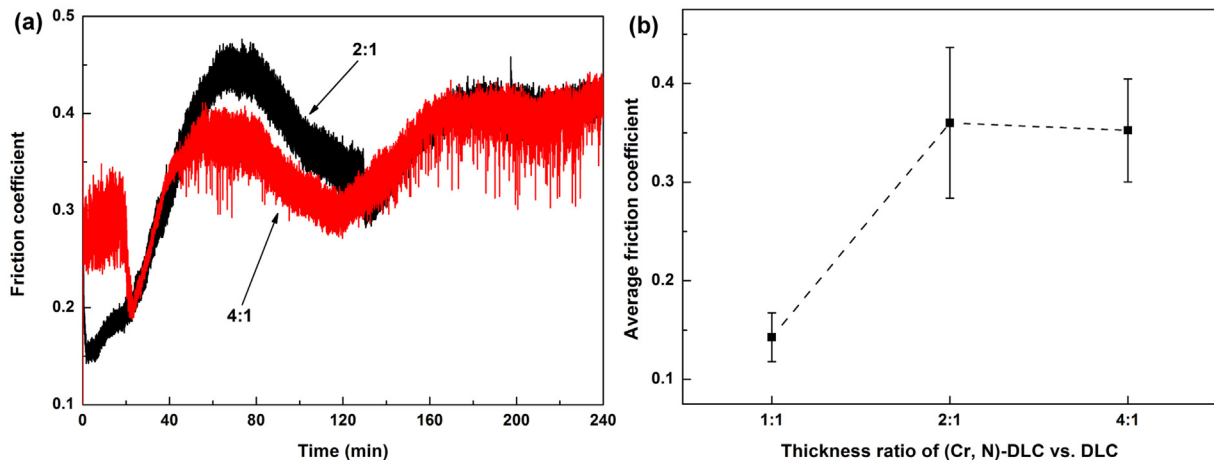 (a)
0.5
0.4
0.3
0.2
0.1
Friction coefficient
2:1
4:1
0 40 80 120 160 200 240
Time (min)
(b)
0.4
0.3
0.2
0.1
Average friction coefficient
1:1 2:1 4:1
Thickness ratio of (Cr, N)-DLC vs. DLC